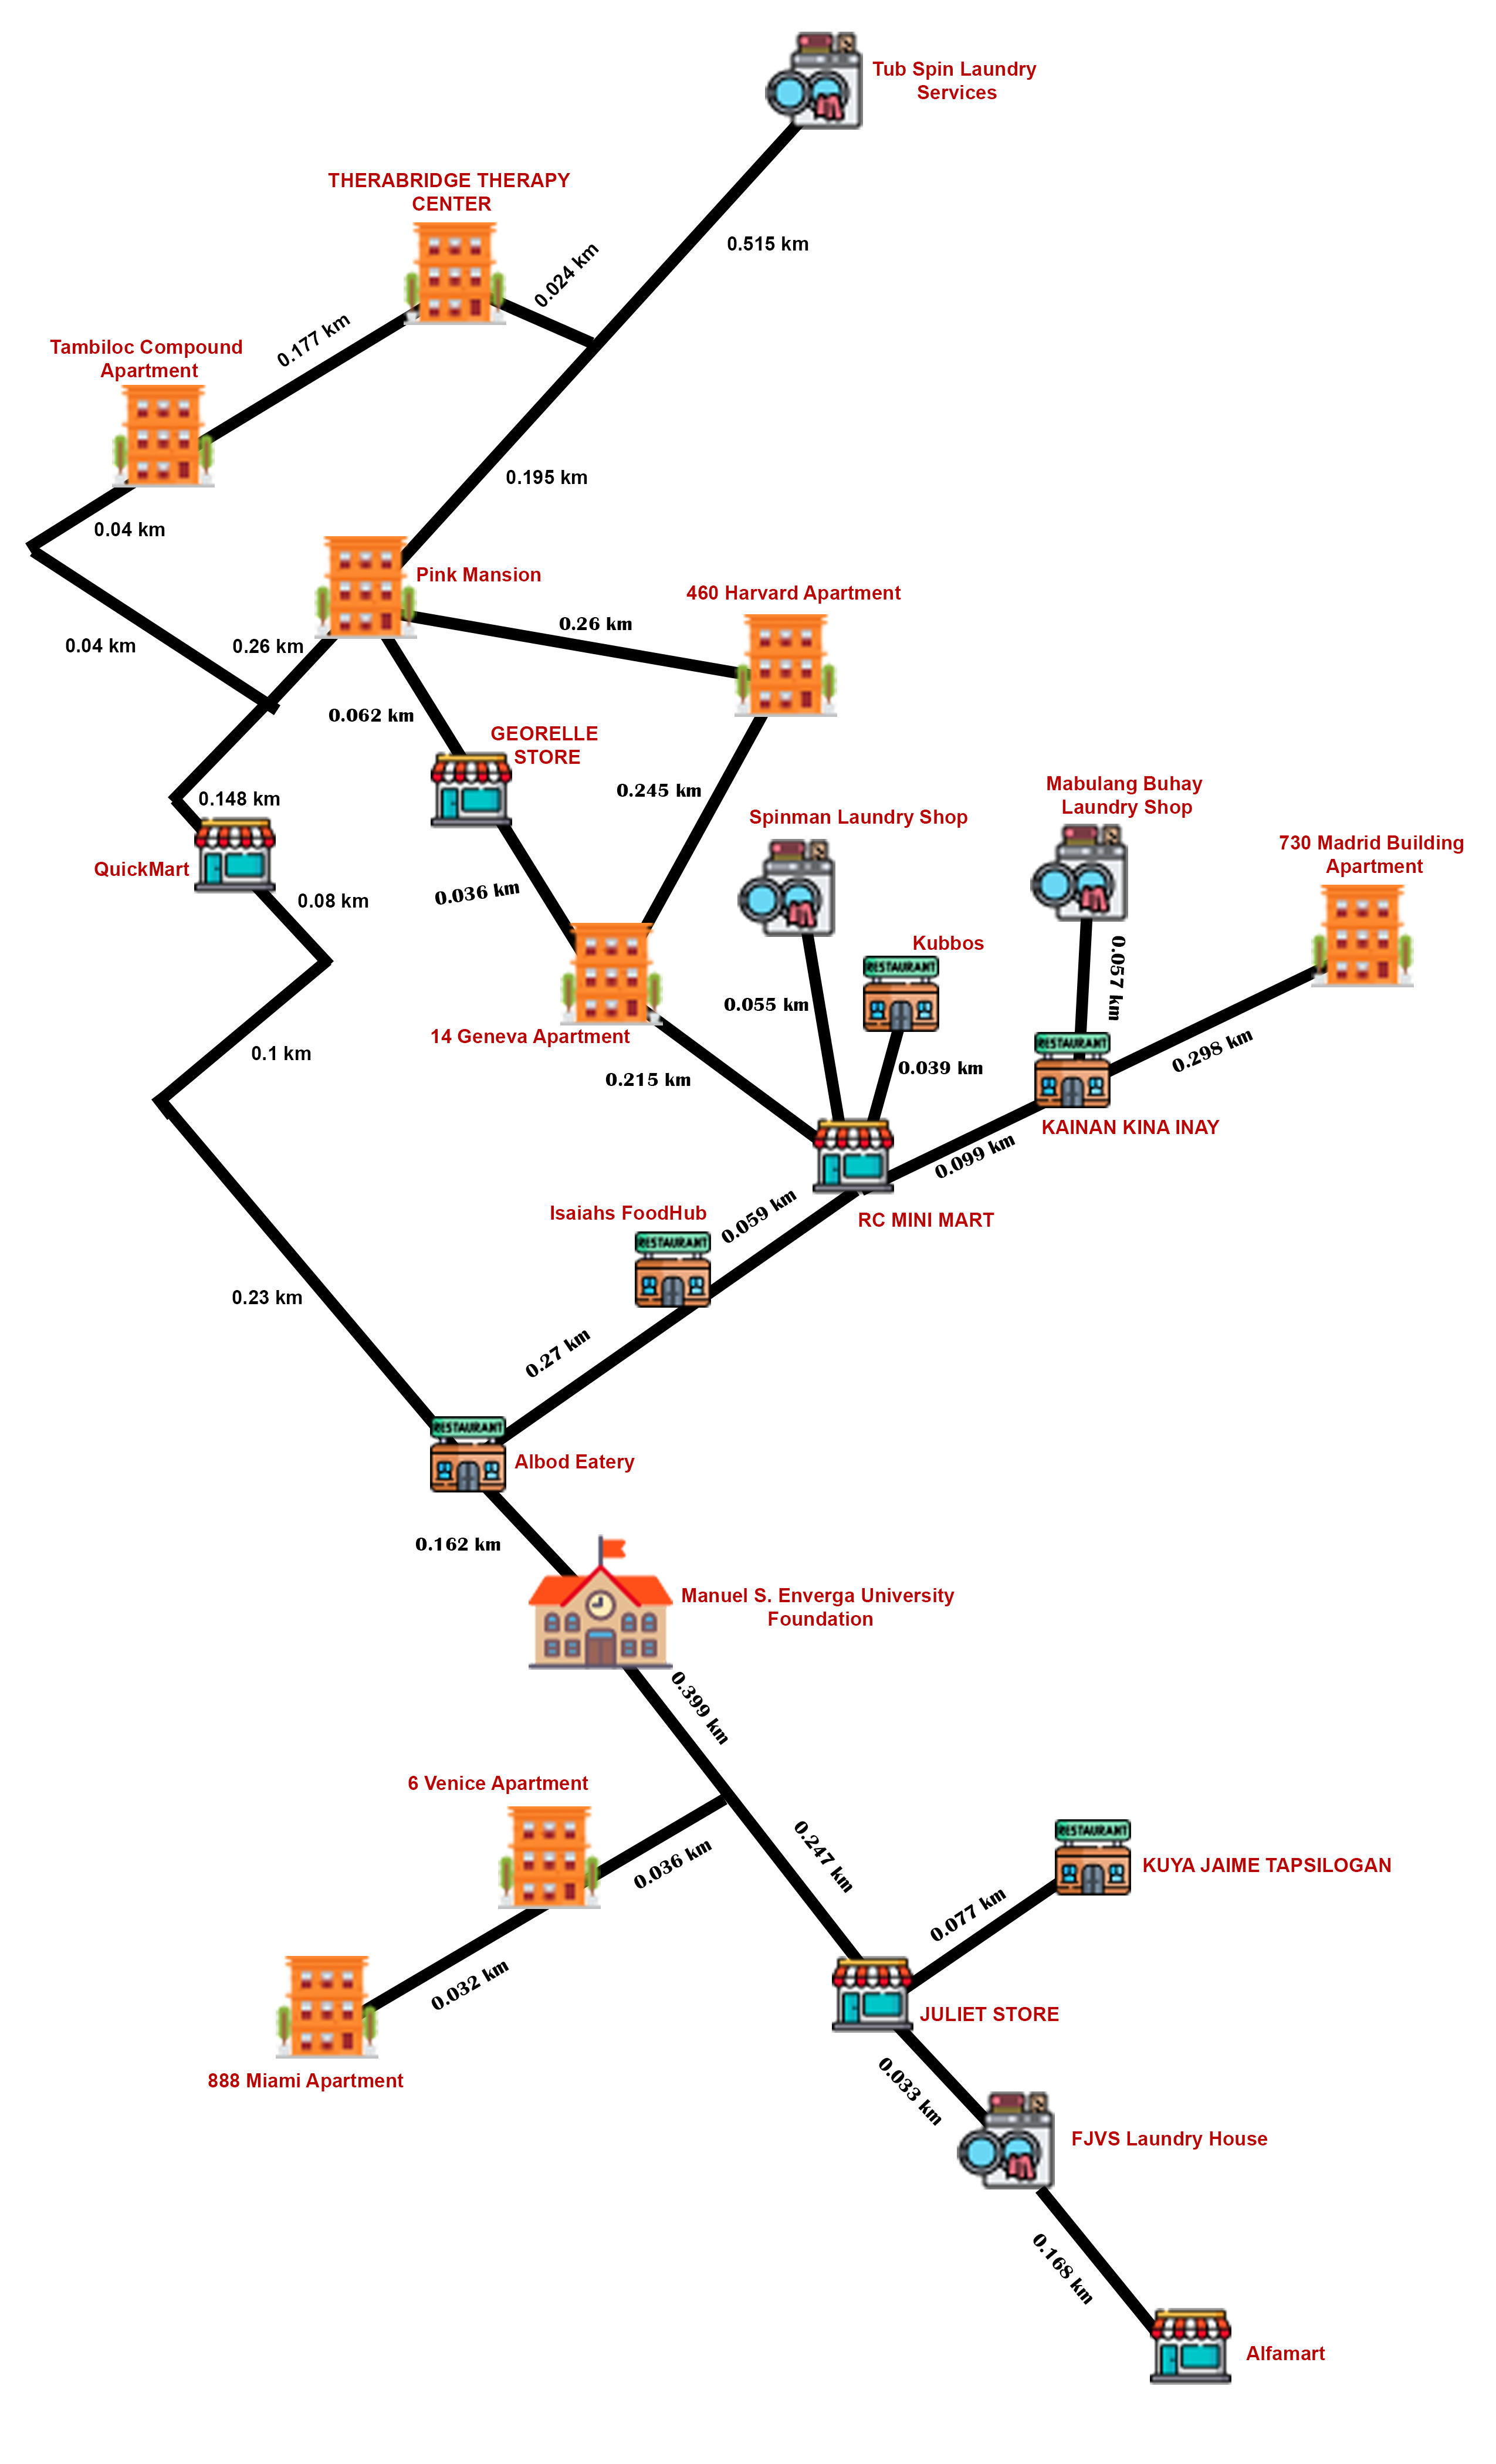 Tub Spin Laundry
Services
THERABRIDGE THERAPY
CENTER
0.515 km
0.024 km
0.177 km
Tambiloc Compound
Apartment
0.195 km
0.04 km
Pink Mansion
460 Harvard Apartment
0.26 km
0.04 km
0.26 km
0.062 km
GEORELLE
STORE
0.245 km
0.148 km
Mabulang Buhay
Laundry Shop
Spinman Laundry Shop
730 Madrid Building
Apartment
QuickMart
0.08 km
0.036 km
Kubbos
RESTAURANT
0.057 km
0.055 km
14 Geneva Apartment
RESTAURANT
0.1 km
0.039 km
0.298 km
0.215 km
KAINAN KINA INAY
0.099 km
0.059 km
Isaiahs FoodHub
RC MINI MART
RESTAURANT
0.23 km
0.27 km
RESTAURANT
Albod Eatery
0.162 km
Manuel S. Enverga University
Foundation
0.399 km
6 Venice Apartment
0.247 km
RESTAURANT
0.036 km
KUYA JAIME TAPSILOGAN
0.077 km
0.032 km
JULIET STORE
888 Miami Apartment
0.033 km
FJVS Laundry House
0.168 km
Alfamart